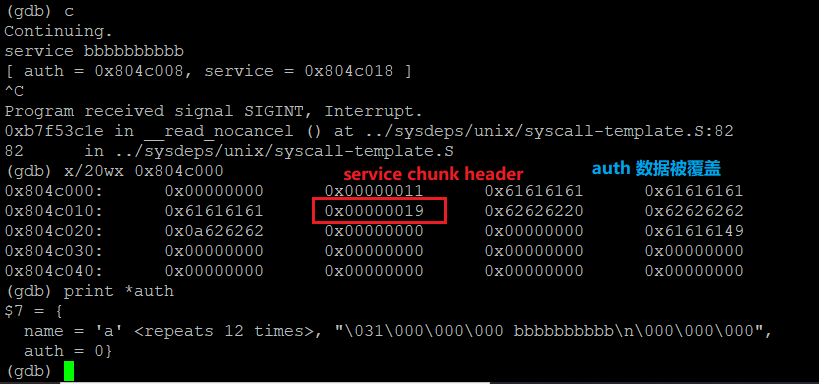 (gdb) c
Continuing.
service bbbbbbbbbb
[ auth = 0x804c008, service = 0x804c018 ]
^C
Program received signal SIGINT, Interrupt.
0xb7f53c1e in __read_nocancel () at ../sysdeps/unix/syscall-template.S:82
82      in ../sysdeps/unix/syscall-template.S
(gdb) x/20wx 0x804c000
service chunk header
auth 数据被覆盖
0x804c000:      0x00000000      0x00000011      0x61616161      0x61616161
0x804c010:      0x61616161      0x00000019      0x62626220      0x62626262
0x804c020:      0x0a626262      0x00000000      0x00000000      0x61616149
0x804c030:      0x00000000      0x00000000      0x00000000      0x00000000
0x804c040:      0x00000000      0x00000000      0x00000000      0x00000000
(gdb) print *auth
$7 = {
  name = 'a' <repeats 12 times>, "\031\000\000\000 bbbbbbbbbb\n\000\000\000",
  auth = 0}
(gdb)